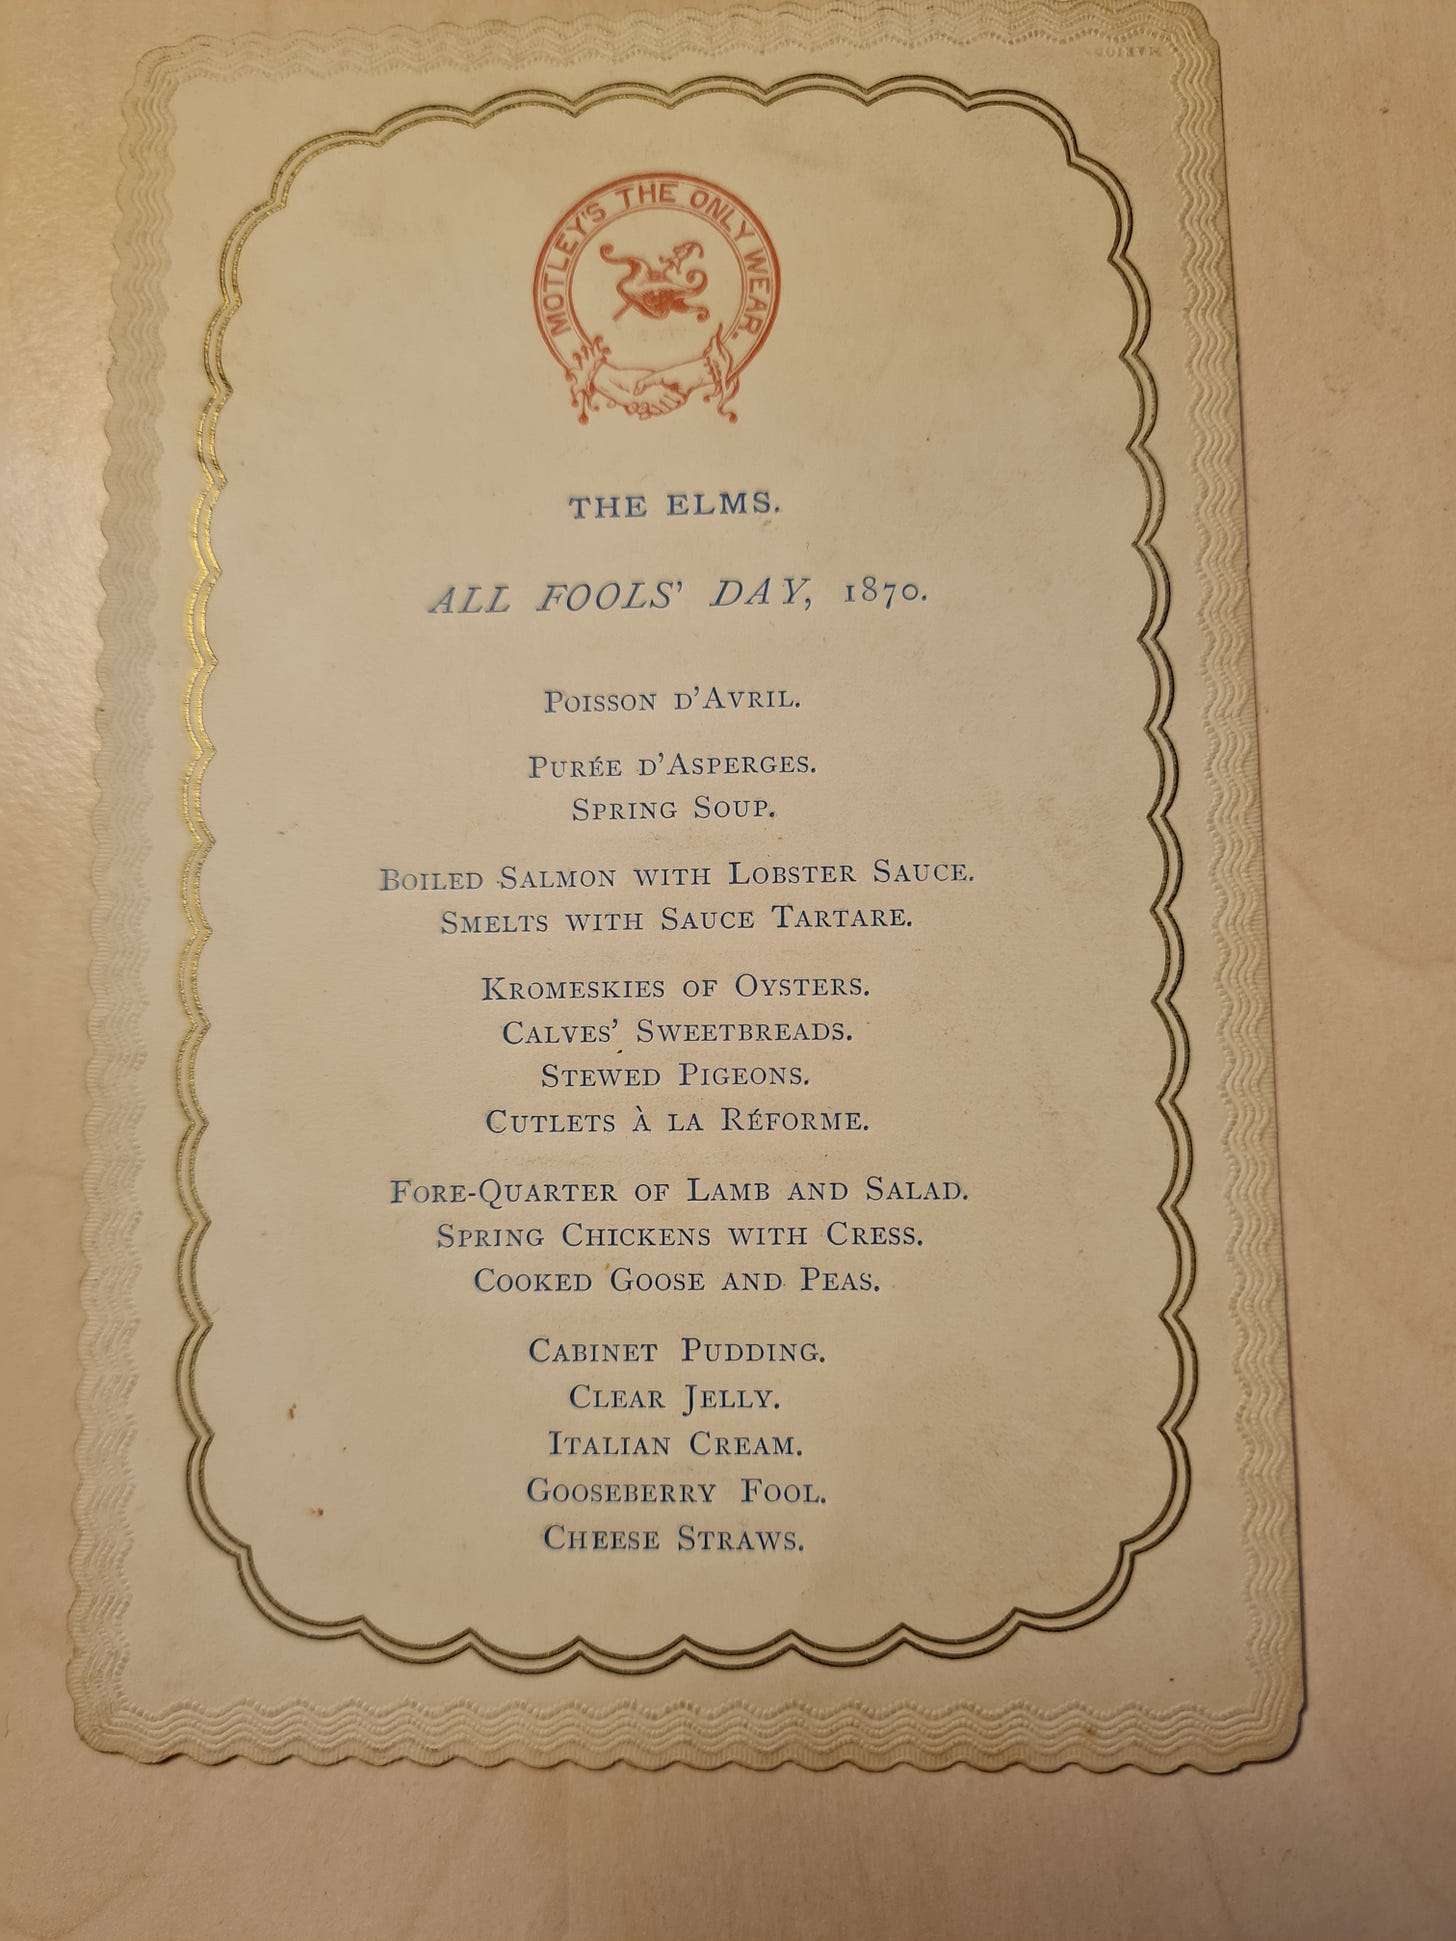 MOTLEY'S THE ONLY WEAR.
THE ELMS.
ALL FOOLS' DAY, 1870.
POISSON D'AVRIL.
PURÉE D'ASPERGES.
SPRING SOUP.
BOILED SALMON WITH LOBSTER SAUCE.
SMELTS WITH SAUCE TARTARE.
KROMESKIES OF OYSTERS.
CALVES' SWEETBREADS.
STEWED PIGEONS.
CUTLETS À LA RÉFORME.
FORE-QUARTER OF LAMB AND SALAD.
SPRING CHICKENS WITH CRESS.
COOKED GOOSE AND PEAS.
CABINET PUDDING.
CLEAR JELLY.
ITALIAN CREAM.
GOOSEBERRY FOOL.
CHEESE STRAWS.